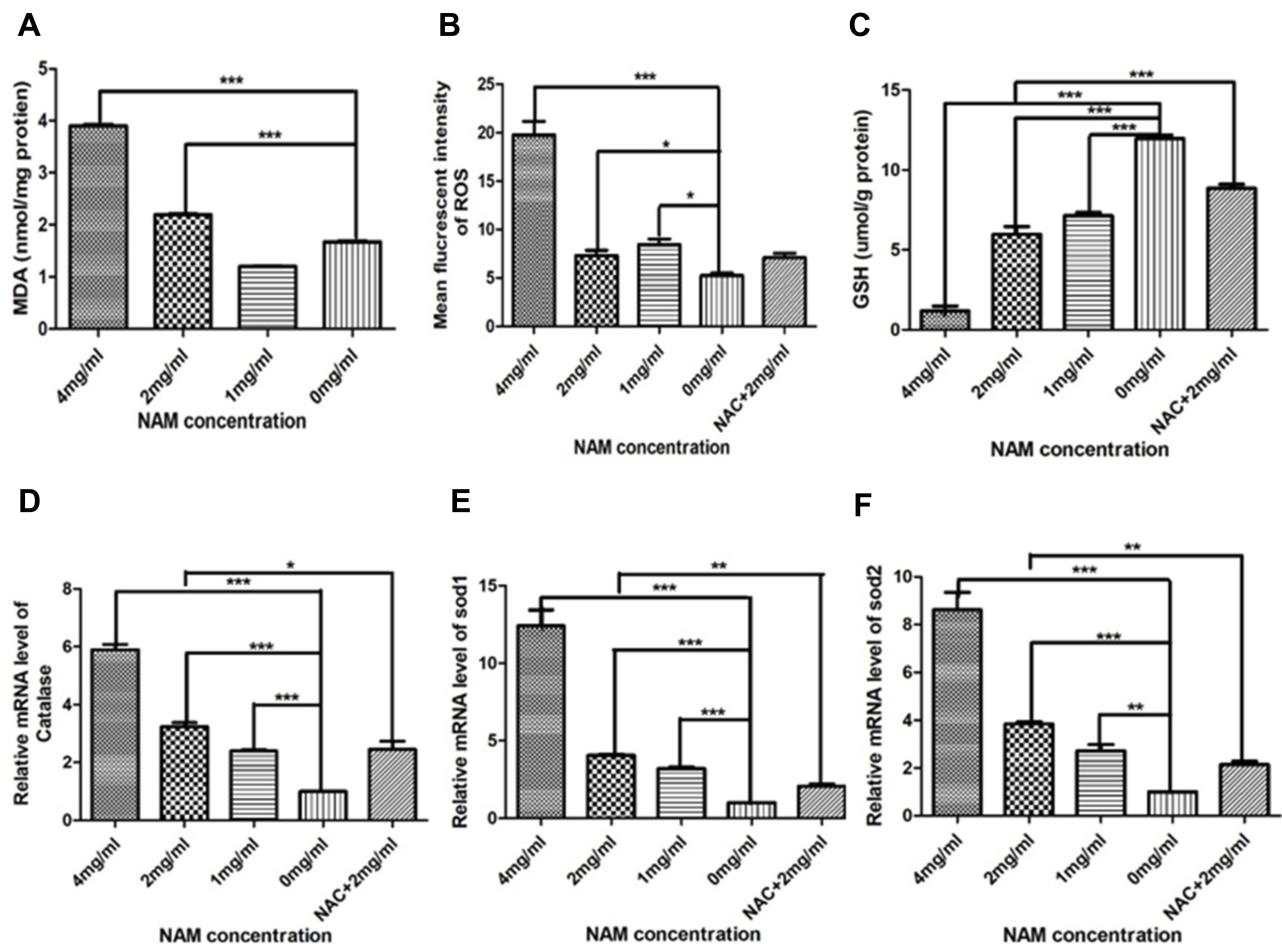 A
MDA (nmol/mg protien)
5
4
3
2
1
0
***
***
4mg/ml
2mg/ml
1mg/ml
0mg/ml
NAM concentration
B
Mean flucrescent intensity
of ROS
25
20
15
10
5
0
***
*
*
4mg/ml
2mg/ml
1mg/ml
0mg/ml
NAC+2mg/ml
NAM concentration
C
GSH (umol/g protein)
15
10
5
0
***
***
***
***
4mg/ml
2mg/ml
1mg/ml
0mg/ml
NAC+2mg/ml
NAM concentration
D
Relative mRNA level of
Catalase
8
6
4
2
0
*
***
***
***
4mg/ml
2mg/ml
1mg/ml
0mg/ml
NAC+2mg/ml
NAM concentration
E
Relative mRNA level of sod1
15
10
5
0
**
***
***
***
4mg/ml
2mg/ml
1mg/ml
0mg/ml
NAC+2mg/ml
NAM concentration
F
Relative mRNA level of sod2
10
8
6
4
2
0
**
***
***
**
4mg/ml
2mg/ml
1mg/ml
0mg/ml
NAC+2mg/ml
NAM concentration